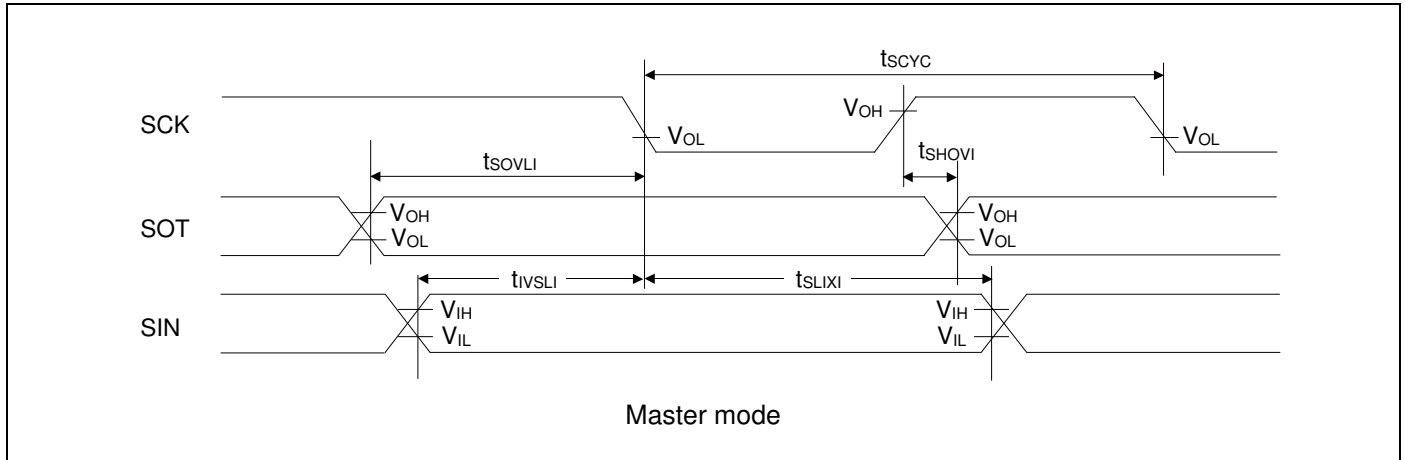 tSCYC
SCK
VOH
VOL
VOL
tSHOVI
tSOVLI
SOT
VOH
VOL
VOH
VOL
tIVSLI
tSLIXI
SIN
VIH
VIL
VIH
VIL
Master mode